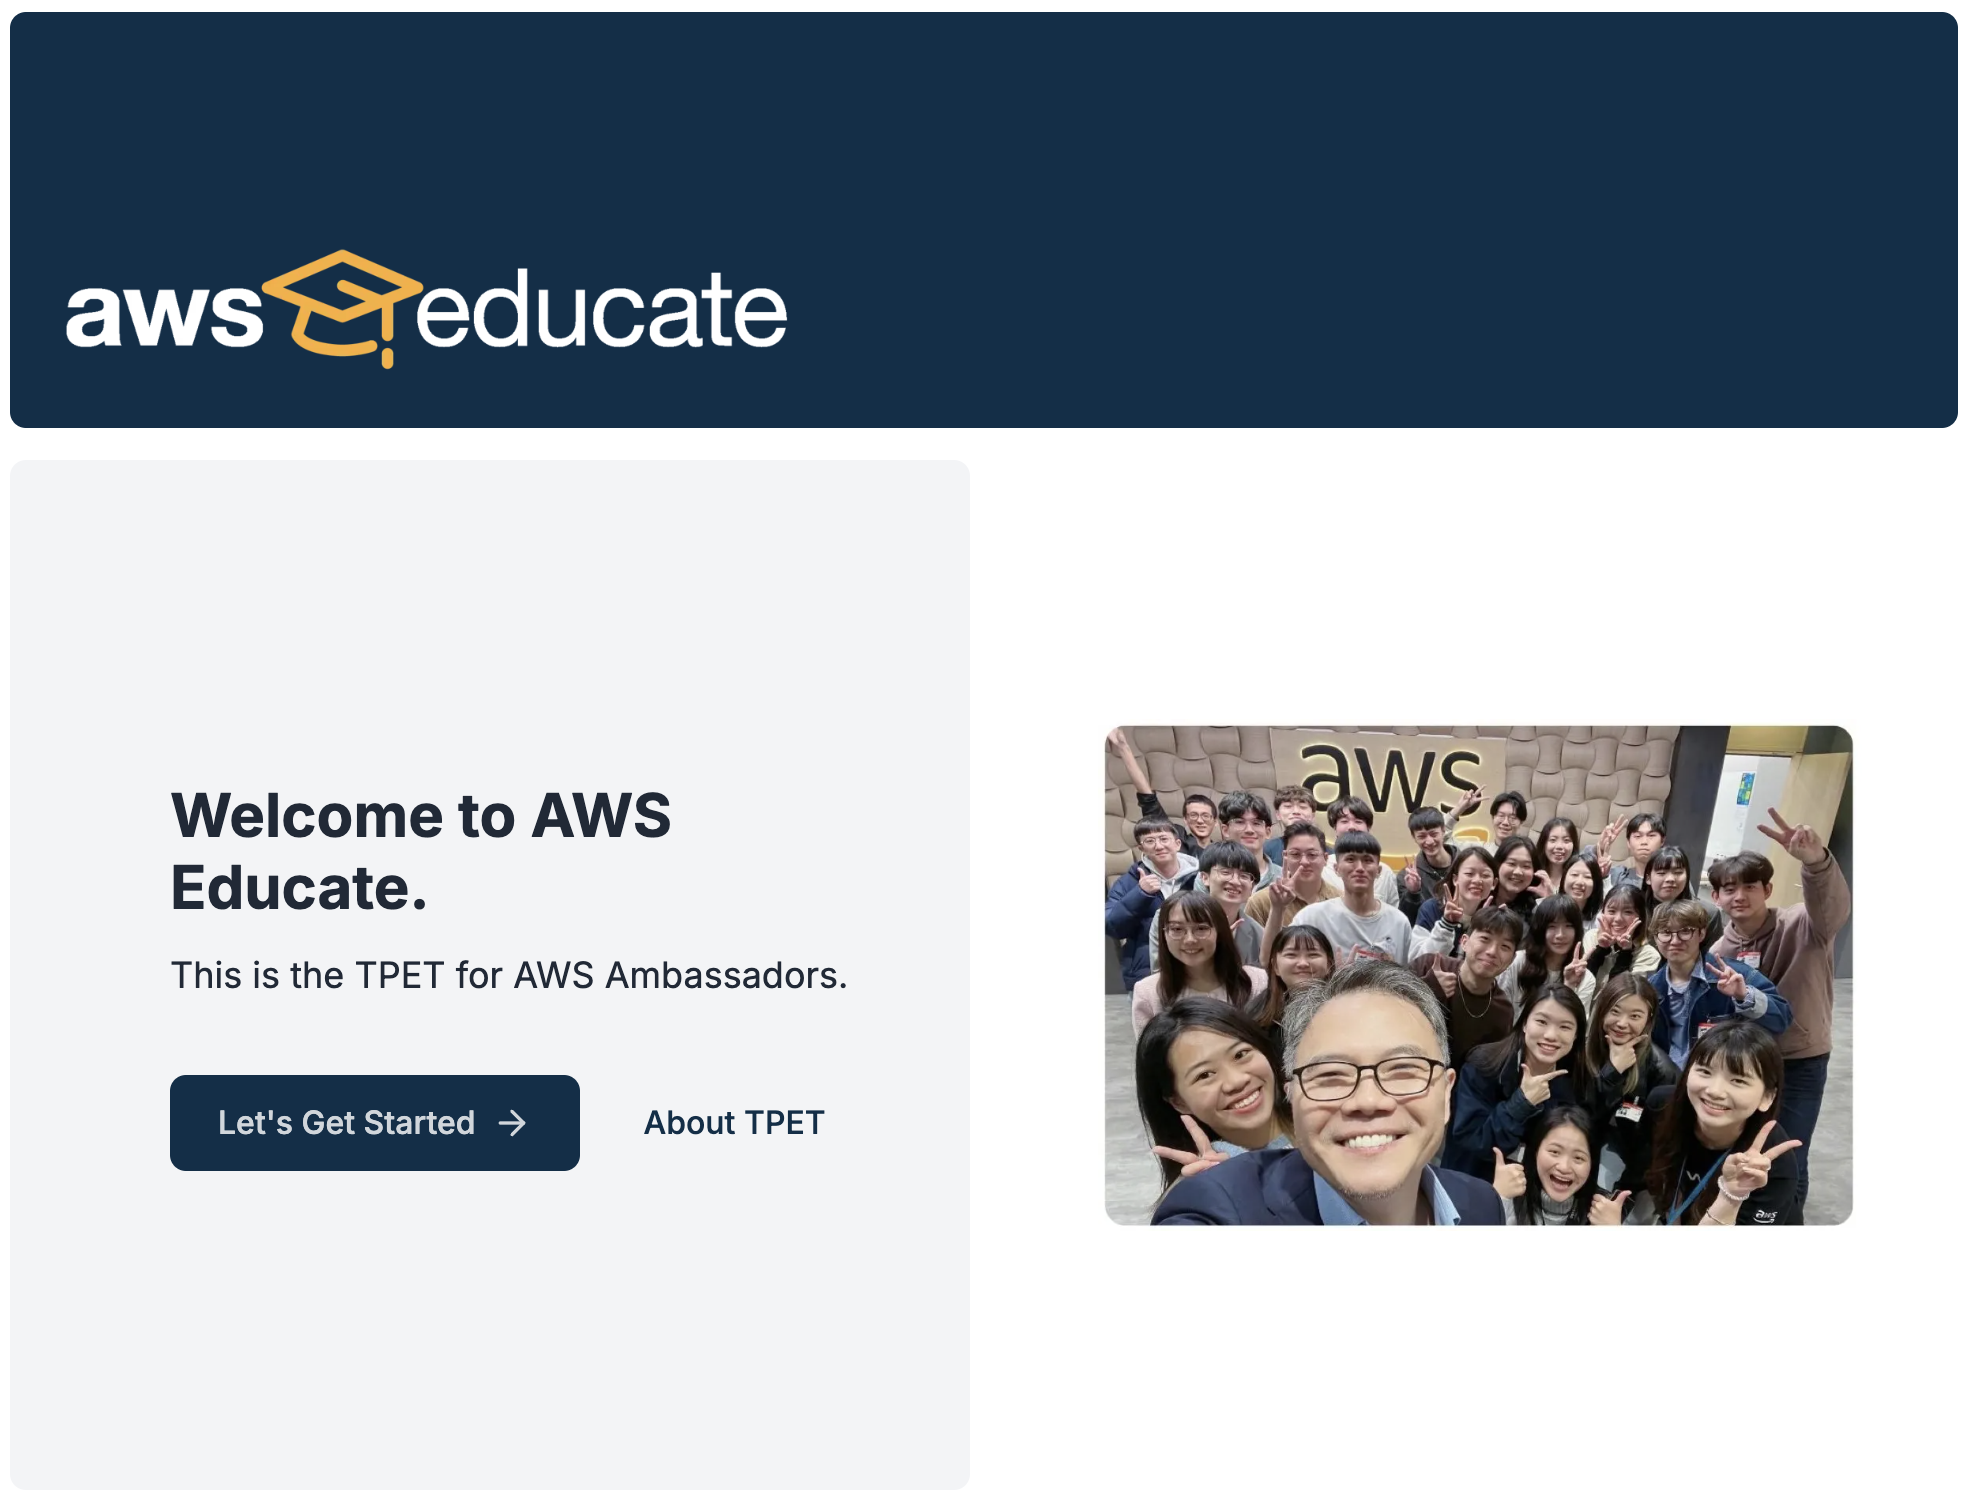 aws educate
Welcome to AWS
Educate.
This is the TPET for AWS Ambassadors.
Let's Get Started
About TPET
aws
aws